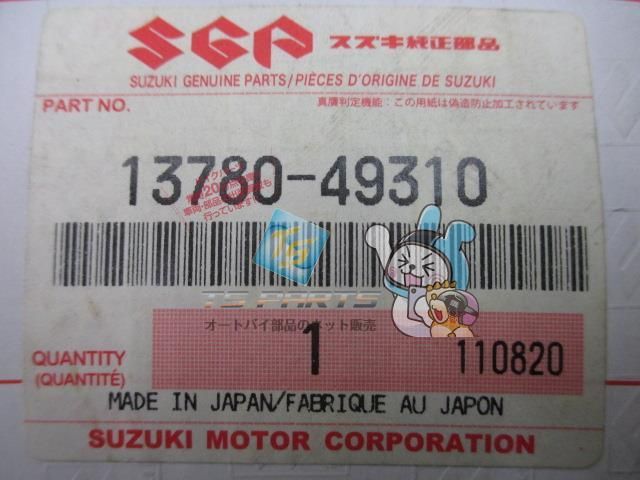 SGP スズキ純正部品
SUZUKI GENUINE PARTS/PIÈCES D'ORIGINE DE SUZUKI
PART NO.
真贋判定機能:この用紙は偽造防止加工されています
13780-49310
TS PARTS
オートバイ部品のネット販売
QUANTITY
(QUANTITÉ)
1
110820
MADE IN JAPAN/FABRIQUE AU JAPON
SUZUKI MOTOR CORPORATION